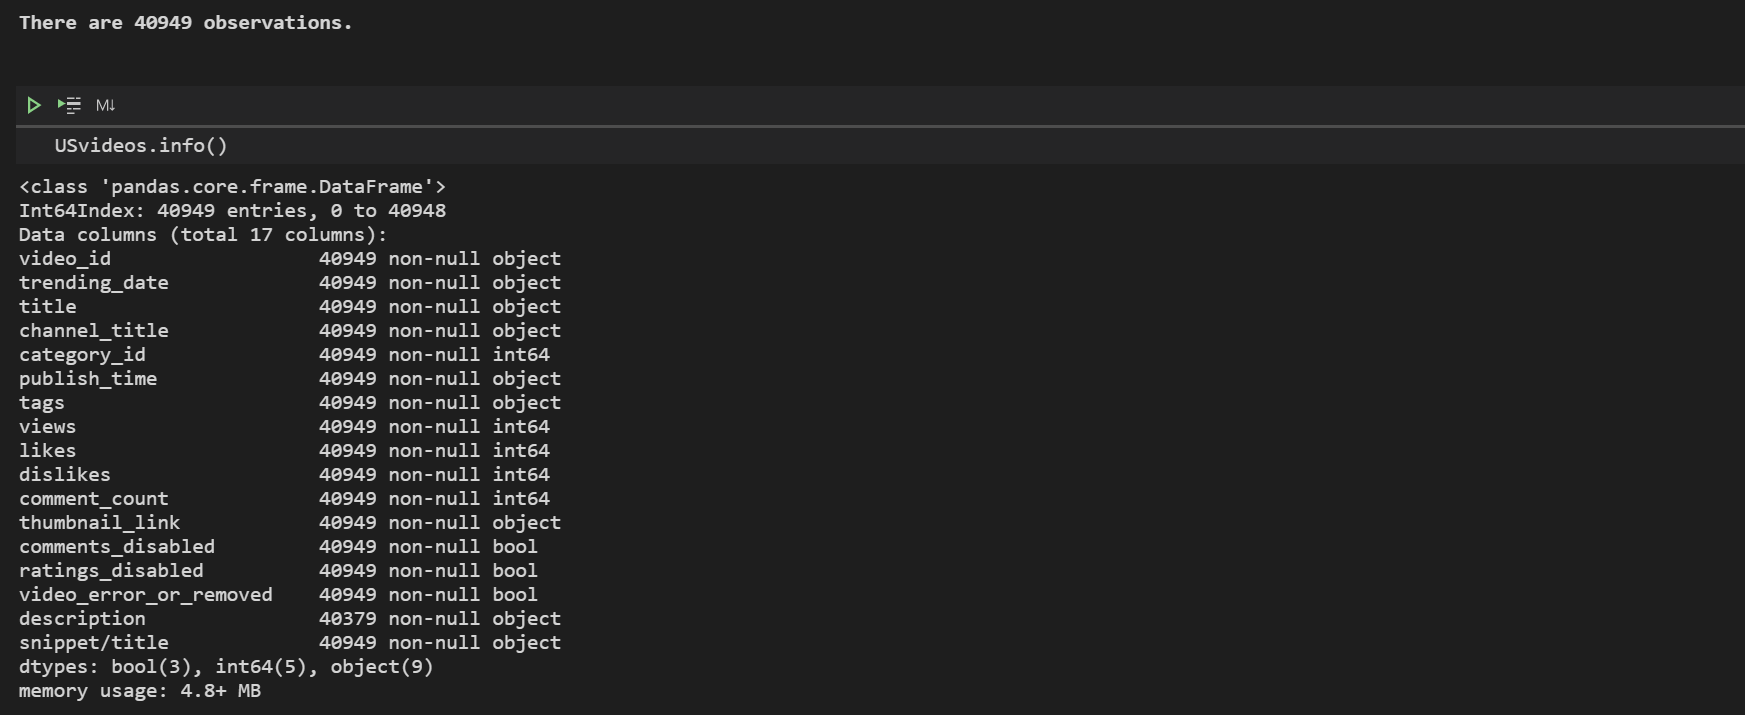 There are 40949 observations.
M↓
USvideos.info()
<class 'pandas.core.frame.DataFrame'>
Int64Index: 40949 entries, 0 to 40948
Data columns (total 17 columns):
video_id                  40949 non-null object
trending_date             40949 non-null object
title                     40949 non-null object
channel_title             40949 non-null object
category_id               40949 non-null int64
publish_time              40949 non-null object
tags                      40949 non-null object
views                     40949 non-null int64
likes                     40949 non-null int64
dislikes                  40949 non-null int64
comment_count             40949 non-null int64
thumbnail_link            40949 non-null object
comments_disabled         40949 non-null bool
ratings_disabled          40949 non-null bool
video_error_or_removed    40949 non-null bool
description               40379 non-null object
snippet/title             40949 non-null object
dtypes: bool(3), int64(5), object(9)
memory usage: 4.8+ MB